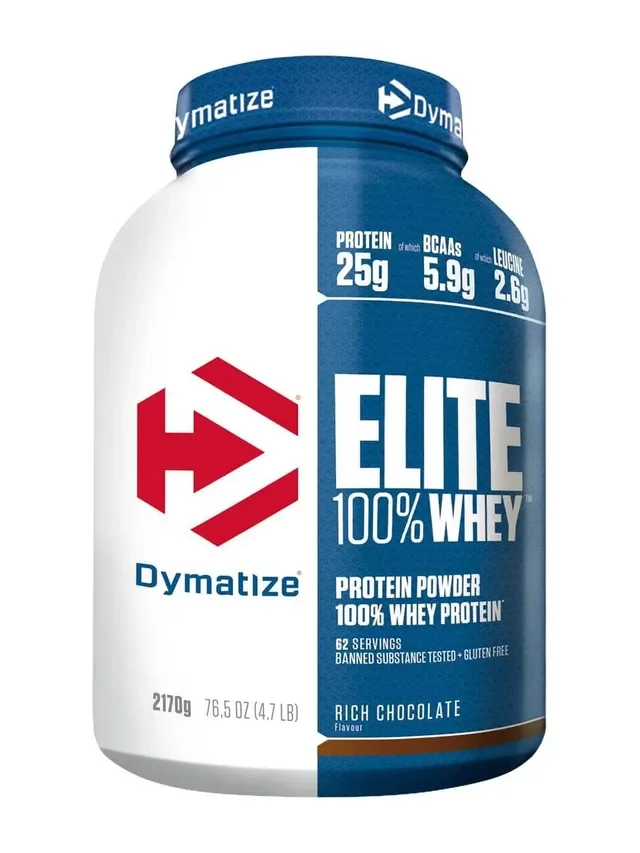 ymatize
Dyma
PROTEIN of which BCAAs of which LEUCINE
25g 5.9g 2.6g
ELITE
100% WHEY™
Dymatize®
PROTEIN POWDER
100% WHEY PROTEIN*
62 SERVINGS
BANNED SUBSTANCE TESTED + GLUTEN FREE
2170g 76,5 OZ (4.7 LB)
RICH CHOCOLATE
Flavour